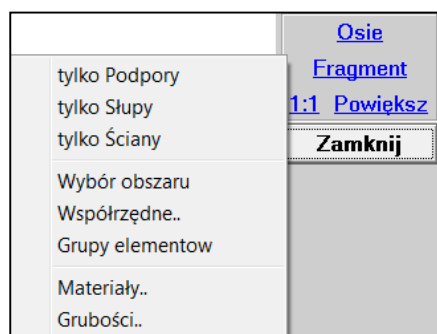 Osie
Fragment
1:1 Powiększ
Zamknij
tylko Podpory
tylko Słupy
tylko Ściany
Wybór obszaru
Współrzędne..
Grupy elementow
Materiały..
Grubości..